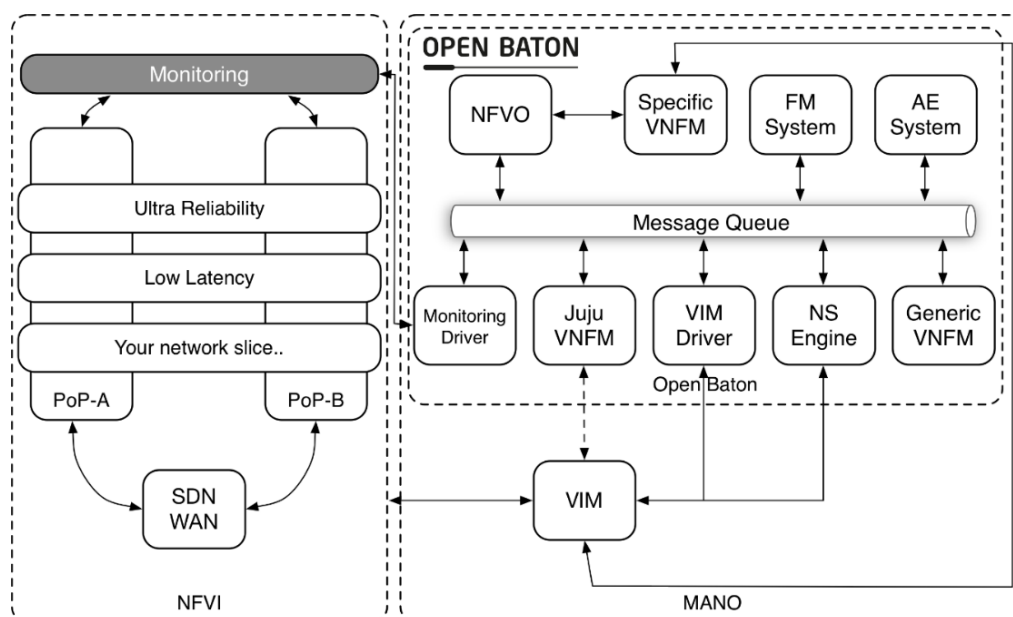 Monitoring
Ultra Reliability
Low Latency
Your network slice..
PoP-A
PoP-B
SDN
WAN
NFVI
OPEN BATON
NFVO
Specific
VNFM
FM
System
AE
System
Message Queue
Monitoring
Driver
Juju
VNFM
VIM
Driver
NS
Engine
Generic
VNFM
Open Baton
VIM
MANO